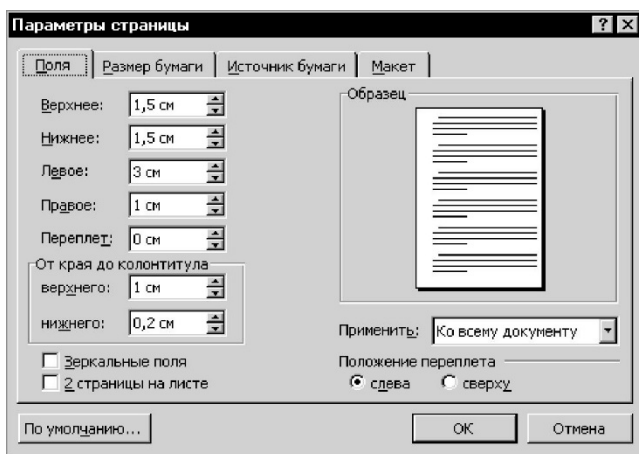 Параметры страницы
Поля Размер бумаги Источник бумаги Макет
Верхнее: 1,5 см
Нижнее: 1,5 см
Левое: 3 см
Правое: 1 см
Переплет: 0 см
От края до колонтитула
верхнего: 1 см
нижнего: 0,2 см
Зеркальные поля
2 страницы на листе
Образец
Применить: Ко всему документу
Положение переплета
слева сверху
По умолчанию... ОК Отмена